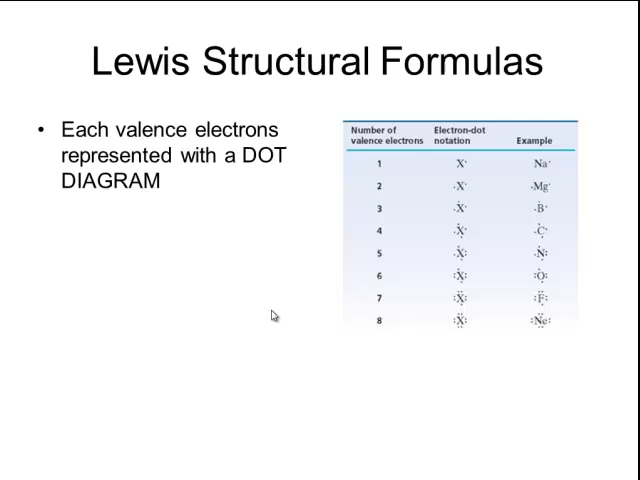 Lewis Structural Formulas
• Each valence electrons
represented with a DOT
DIAGRAM
Number of valence electrons Electron-dot notation Example
1 X· Na·
2 ·X· ·Mg·
3 ·Ẋ· ·Ḃ·
4 ·Ẋ̣· ·Ċ̣·
5 ·Ẋ̣: ·Ṇ̇:
6 :Ẋ̣: :Ọ̇:
7 :Ẍ̣: :F̣̈:
8 :Ẍ̤: :N̤̈e: